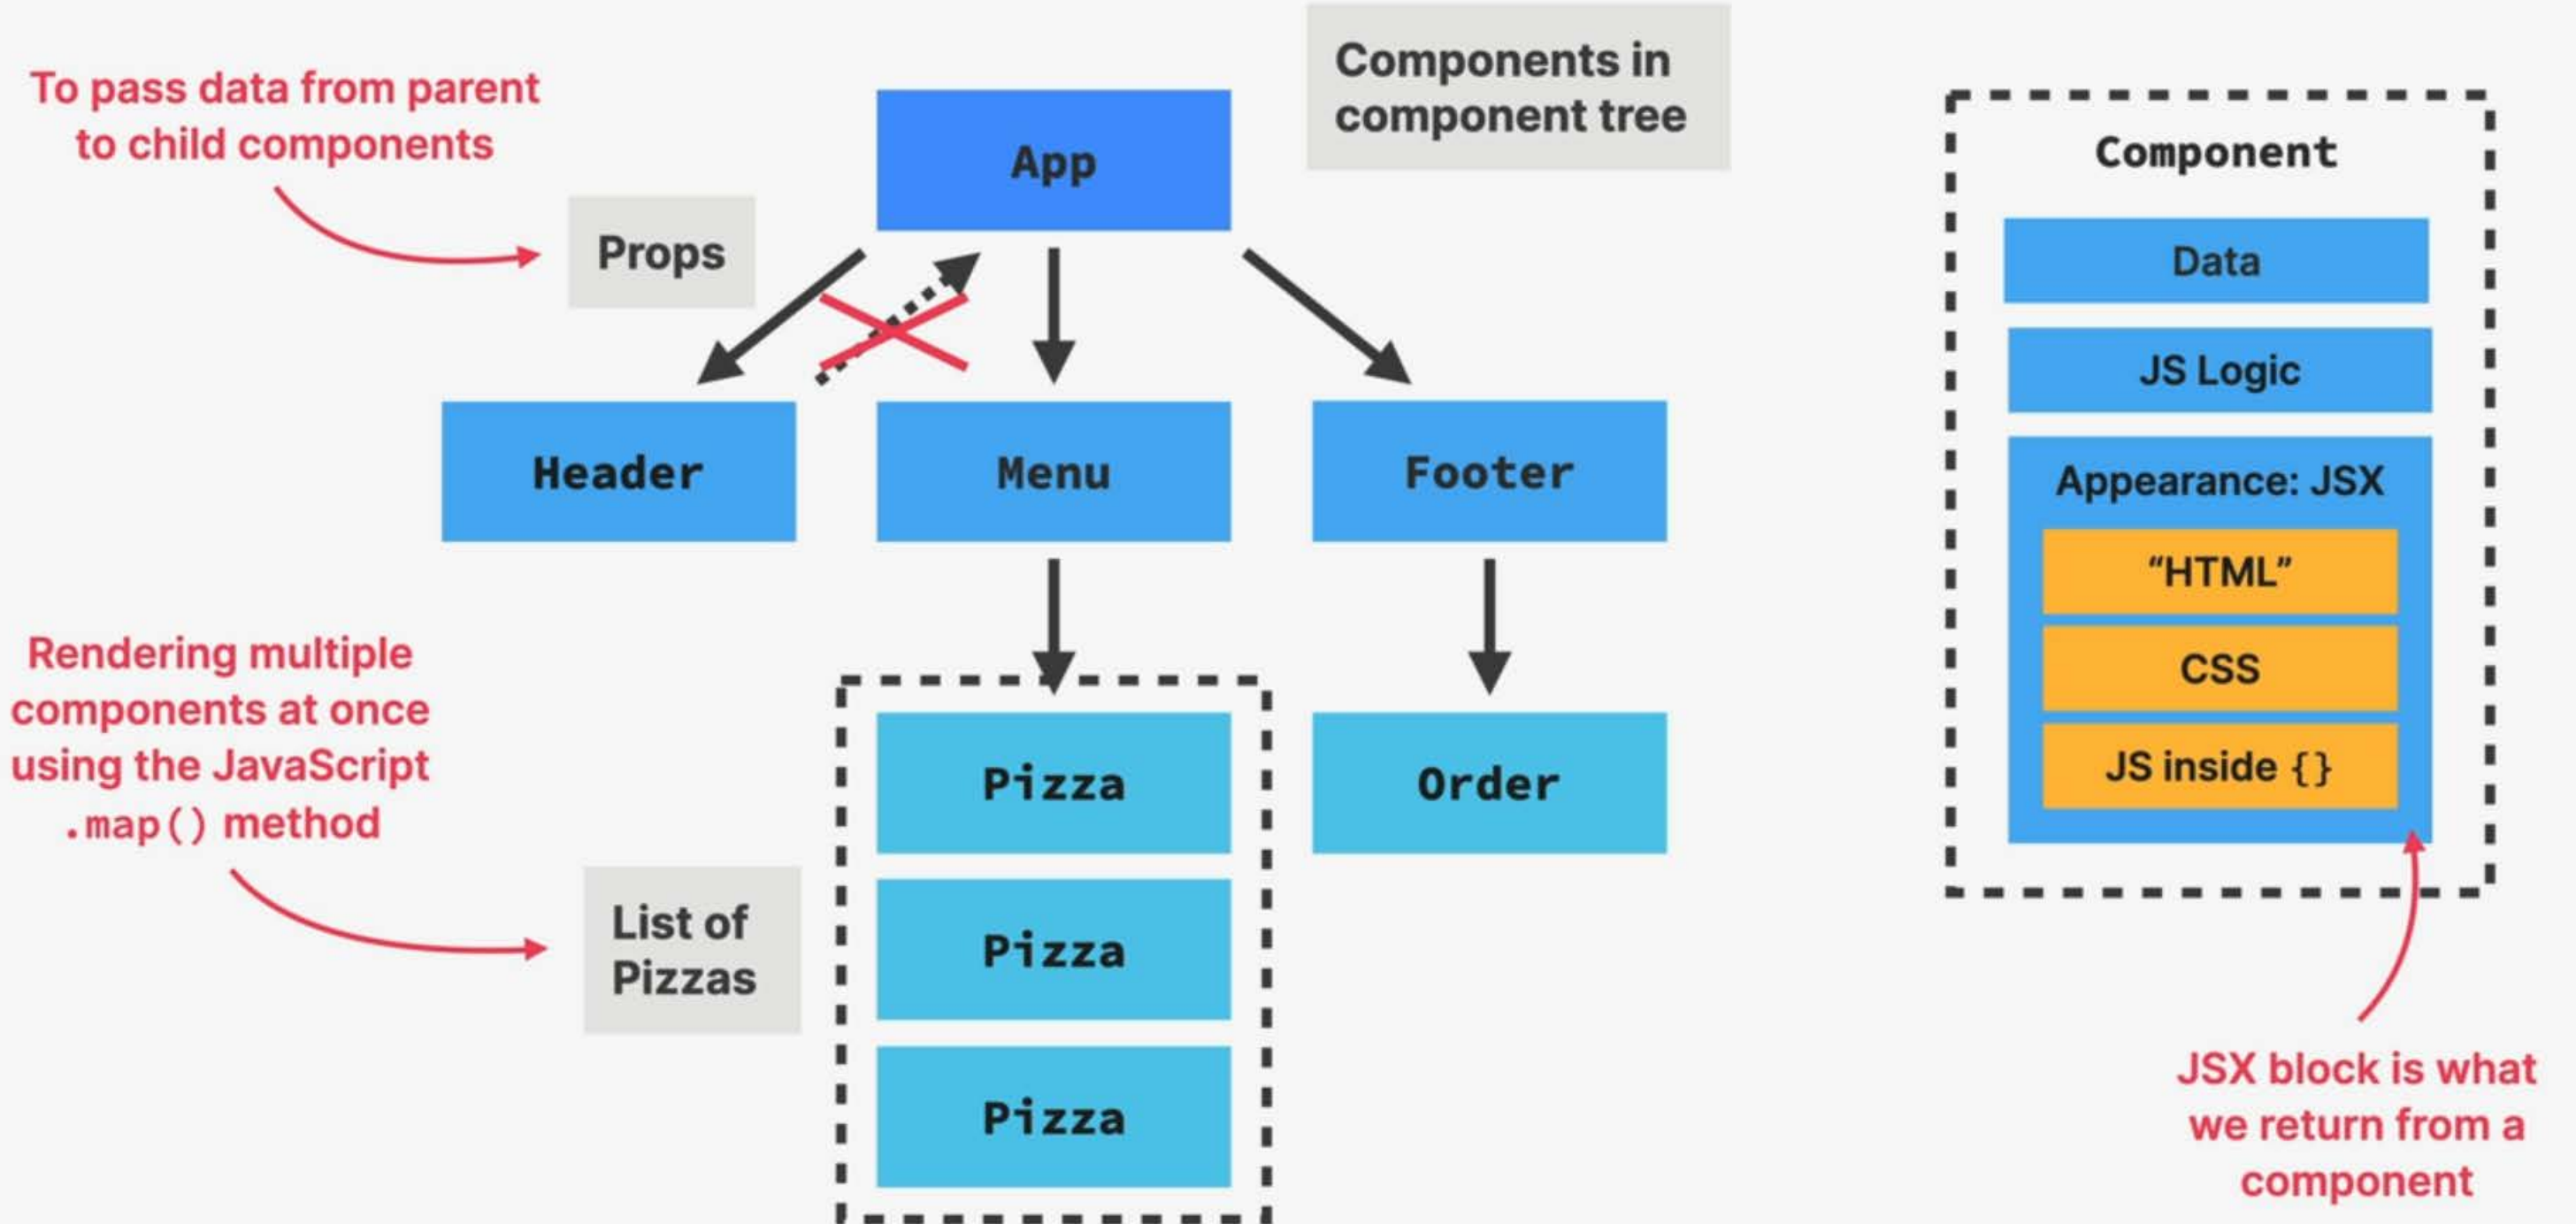 To pass data from parent
to child components
Props
App
Components in
component tree
Header
Menu
Footer
Rendering multiple
components at once
using the JavaScript
.map() method
List of
Pizzas
Pizza
Pizza
Pizza
Order
Component
Data
JS Logic
Appearance: JSX
“HTML”
CSS
JS inside {}
JSX block is what
we return from a
component